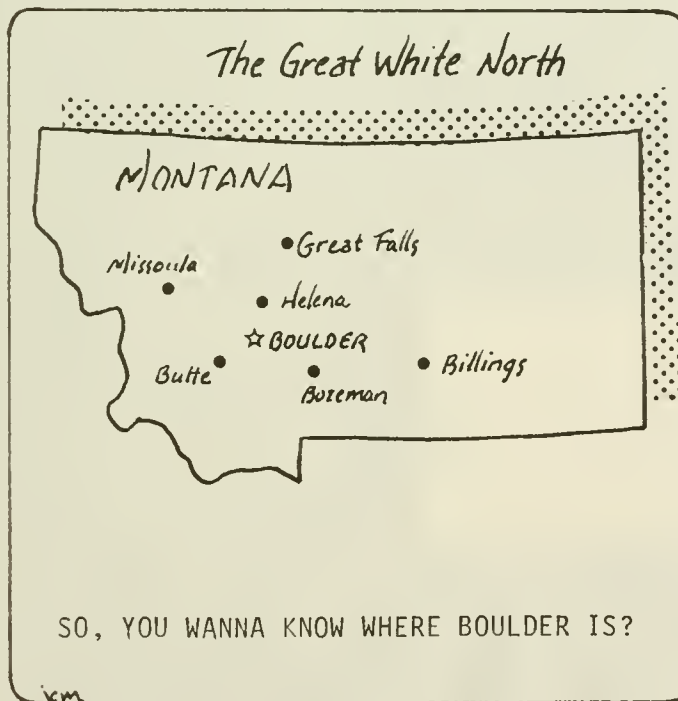 The Great White North
MONTANA
Great Falls
Missoula
Helena
BOULDER
Butte
Billings
Bozeman
SO, YOU WANNA KNOW WHERE BOULDER IS?